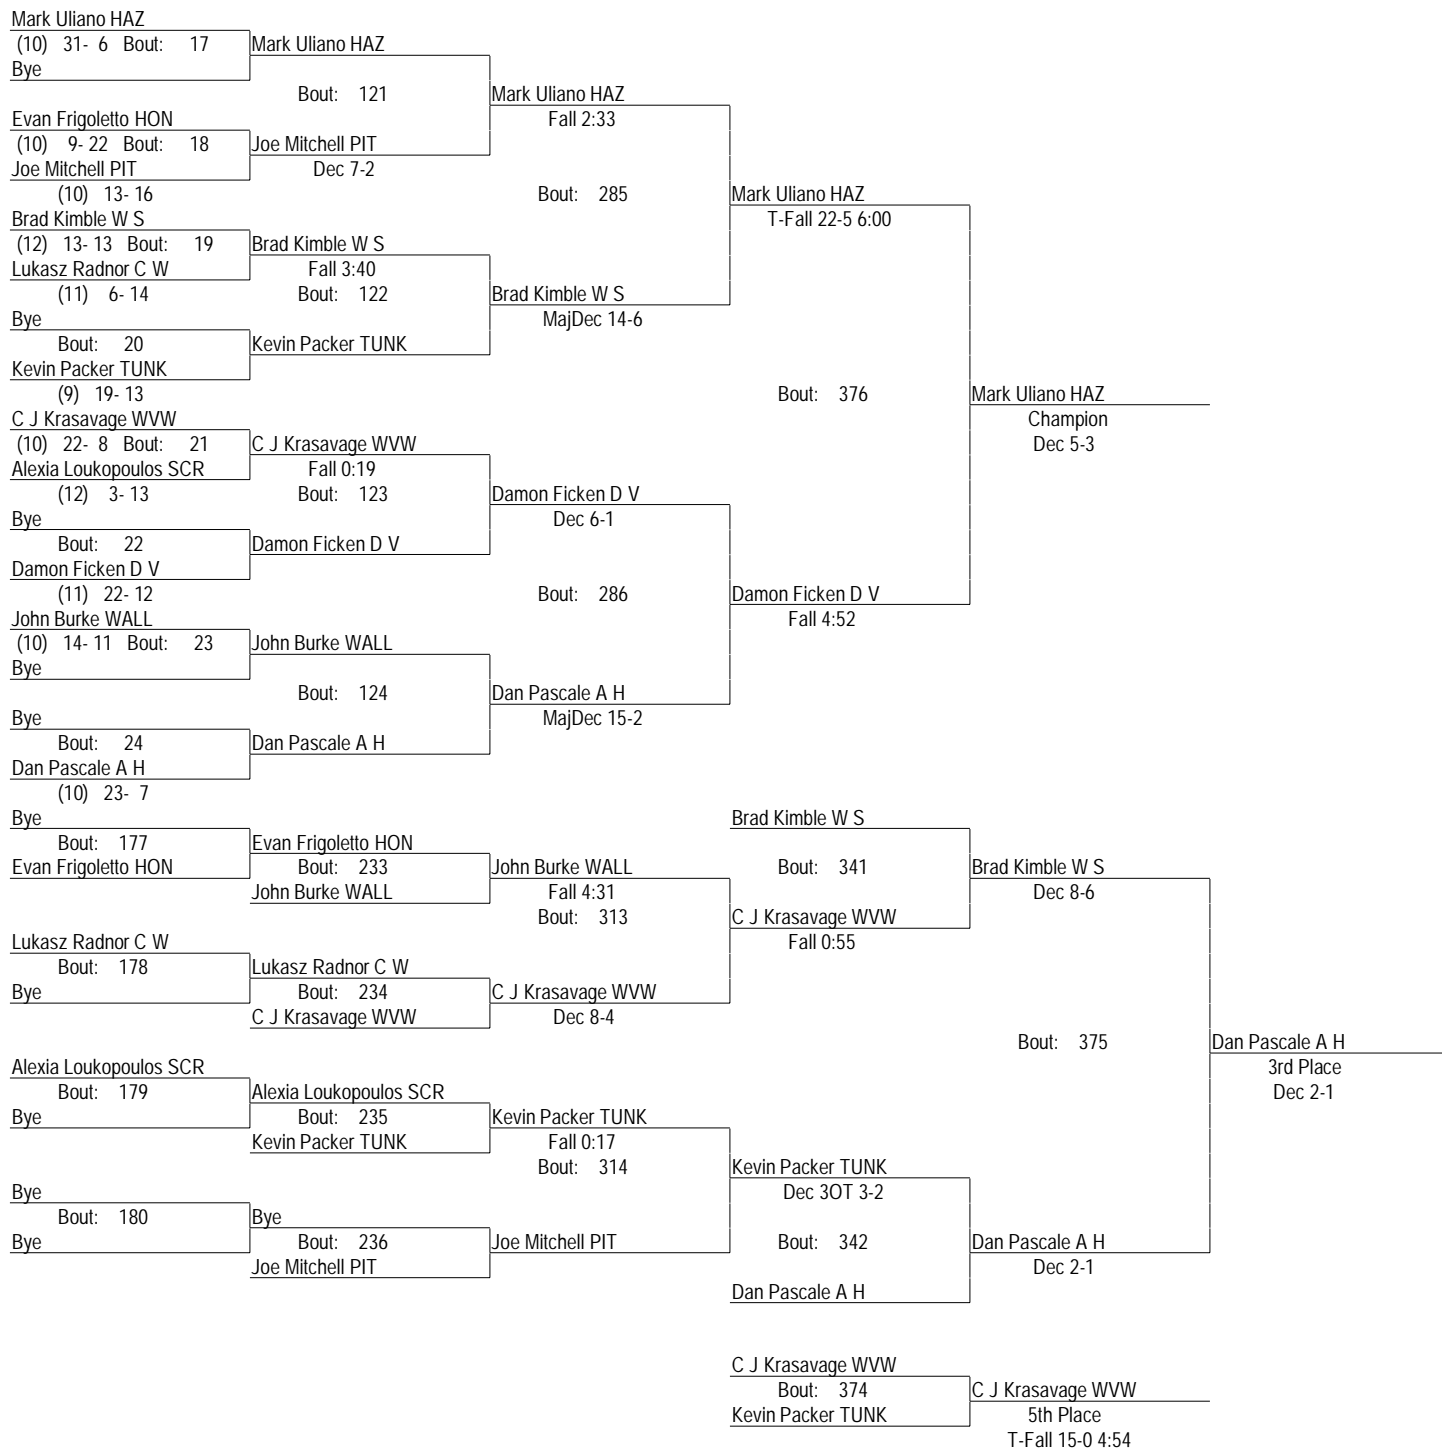 Mark Uliano HAZ
(10) 31- 6 Bout: 17 Mark Uliano HAZ
Bye
Bout: 121 Mark Uliano HAZ
Evan Frigoletto HON Fall 2:33
(10) 9- 22 Bout: 18 Joe Mitchell PIT
Joe Mitchell PIT Dec 7-2
(10) 13- 16 Bout: 285 Mark Uliano HAZ
Brad Kimble W S T-Fall 22-5 6:00
(12) 13- 13 Bout: 19 Brad Kimble W S
Lukasz Radnor C W Fall 3:40
(11) 6- 14 Bout: 122 Brad Kimble W S
Bye MajDec 14-6
Bout: 20 Kevin Packer TUNK
Kevin Packer TUNK
(9) 19- 13 Bout: 376 Mark Uliano HAZ
C J Krasavage WVW Champion
(10) 22- 8 Bout: 21 C J Krasavage WVW Dec 5-3
Alexia Loukopoulos SCR Fall 0:19
(12) 3- 13 Bout: 123 Damon Ficken D V
Bye Dec 6-1
Bout: 22 Damon Ficken D V
Damon Ficken D V
(11) 22- 12 Bout: 286 Damon Ficken D V
John Burke WALL Fall 4:52
(10) 14- 11 Bout: 23 John Burke WALL
Bye
Bout: 124 Dan Pascale A H
Bye MajDec 15-2
Bout: 24 Dan Pascale A H
Dan Pascale A H
(10) 23- 7
Bye Brad Kimble W S
Bout: 177 Evan Frigoletto HON
Evan Frigoletto HON Bout: 233 John Burke WALL Bout: 341 Brad Kimble W S
John Burke WALL Fall 4:31 Dec 8-6
Bout: 313 C J Krasavage WVW
Lukasz Radnor C W Fall 0:55
Bout: 178 Lukasz Radnor C W
Bye Bout: 234 C J Krasavage WVW
C J Krasavage WVW Dec 8-4
Bout: 375 Dan Pascale A H
Alexia Loukopoulos SCR 3rd Place
Bout: 179 Alexia Loukopoulos SCR Dec 2-1
Bye Bout: 235 Kevin Packer TUNK
Kevin Packer TUNK Fall 0:17
Bout: 314 Kevin Packer TUNK
Bye Dec 3OT 3-2
Bout: 180 Bye
Bye Bout: 236 Joe Mitchell PIT Bout: 342 Dan Pascale A H
Joe Mitchell PIT Dec 2-1
Dan Pascale A H
C J Krasavage WVW
Bout: 374 C J Krasavage WVW
Kevin Packer TUNK 5th Place
T-Fall 15-0 4:54